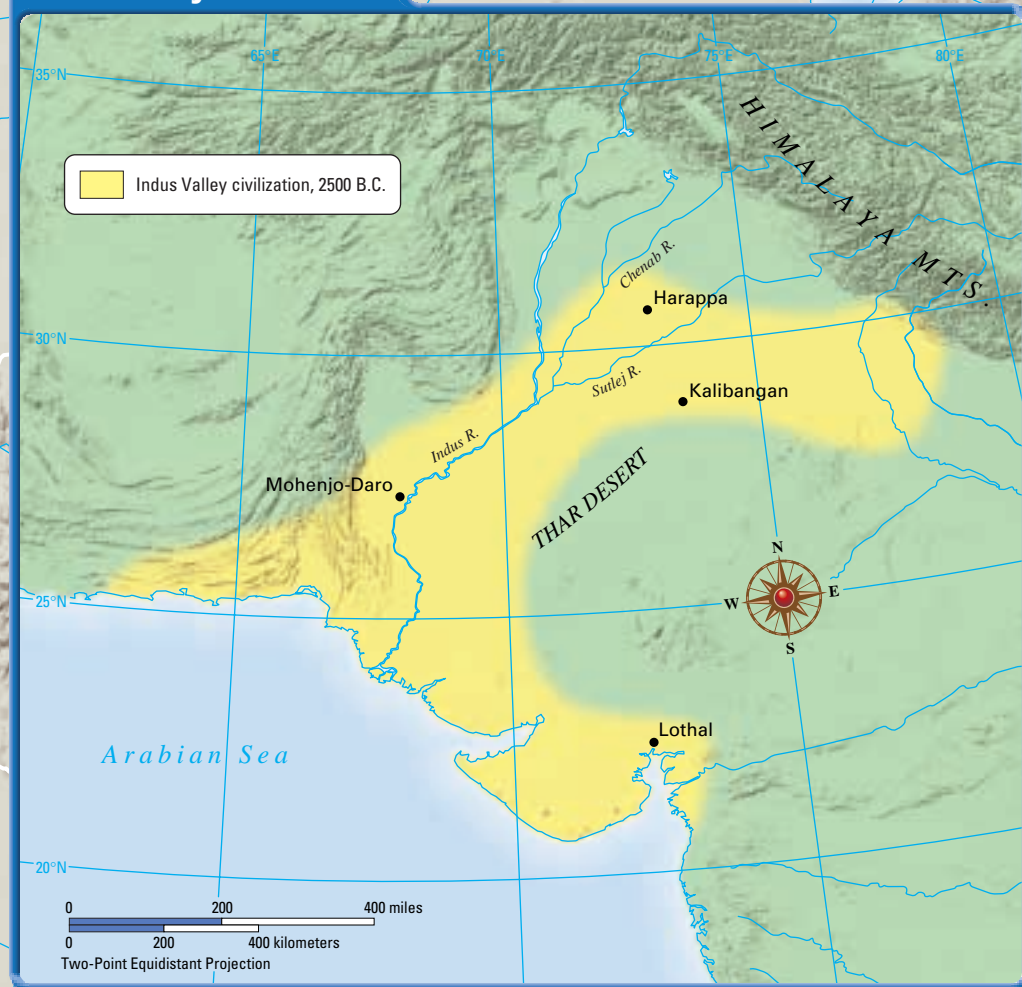 65°E
70°E
75°E
80°E
35°N
HIMALAYA MTS.
Indus Valley civilization, 2500 B.C.
Chenab R.
Harappa
30°N
Sutlej R.
Kalibangan
Indus R.
Mohenjo-Daro
THAR DESERT
N
W
E
S
25°N
Lothal
Arabian Sea
20°N
0 200 400 miles
0 200 400 kilometers
Two-Point Equidistant Projection